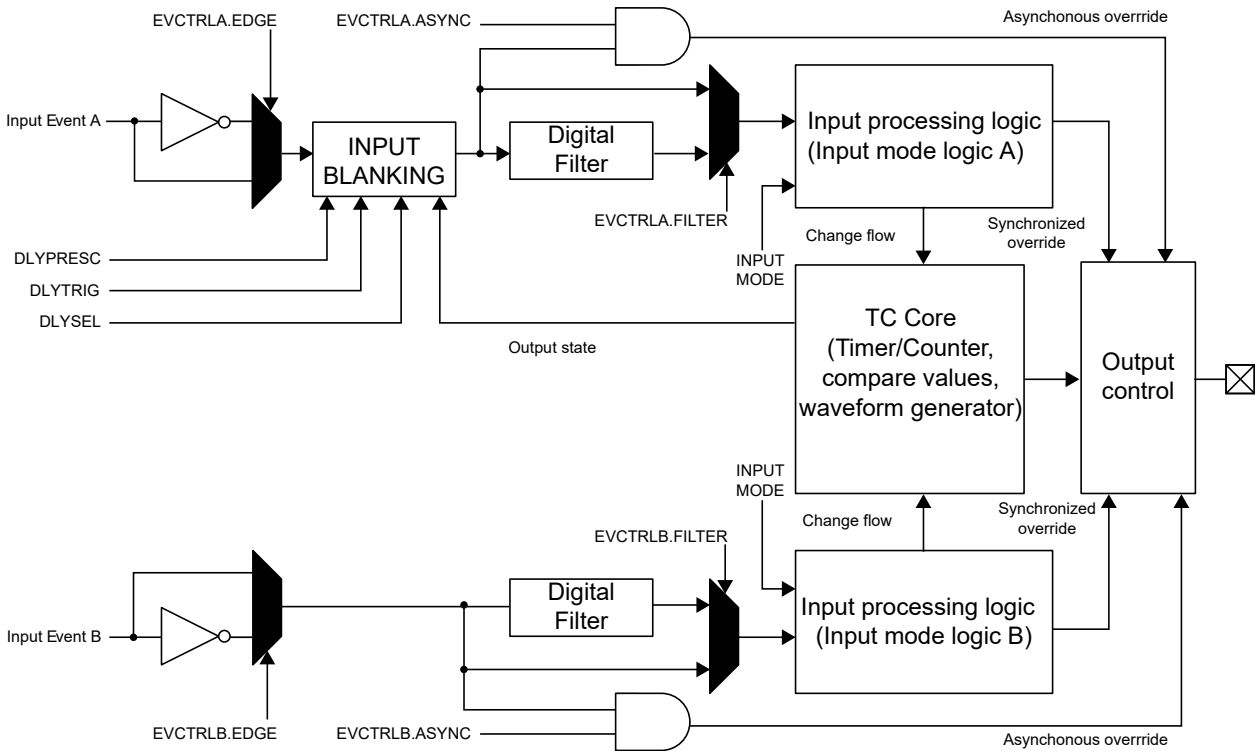 EVCTRLA.EDGE
EVCTRLA.ASYNC
Asynchonous overrride
Input Event A
INPUT
BLANKING
Digital
Filter
Input processing logic
(Input mode logic A)
EVCTRLA.FILTER
DLYPRESC
DLYTRIG
DLYSEL
INPUT
MODE
Change flow
Synchronized
override
Output state
TC Core
(Timer/Counter,
compare values,
waveform generator)
Output
control
INPUT
MODE
Change flow
Synchronized
override
EVCTRLB.FILTER
Input Event B
Digital
Filter
Input processing logic
(Input mode logic B)
EVCTRLB.EDGE
EVCTRLB.ASYNC
Asynchonous overrride